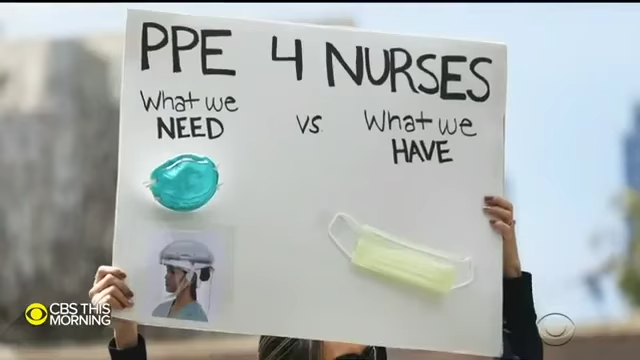 PPE 4 NURSES
What we
NEED
vs.
What we
HAVE
CBS THIS
MORNING